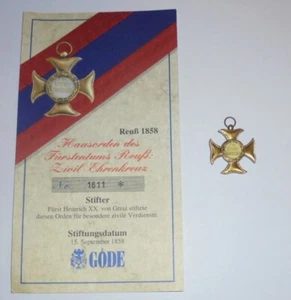 Reuß 1858
Hausorden des
Fürstentums Reuß
Zivil Ehrenkreuz
No. 1611 *
Stifter
Fürst Heinrich XX. von Greiz stiftete
diesen Orden für besondere zivile Verdienste
Stiftungsdatum
15. September 1858
GÖDE